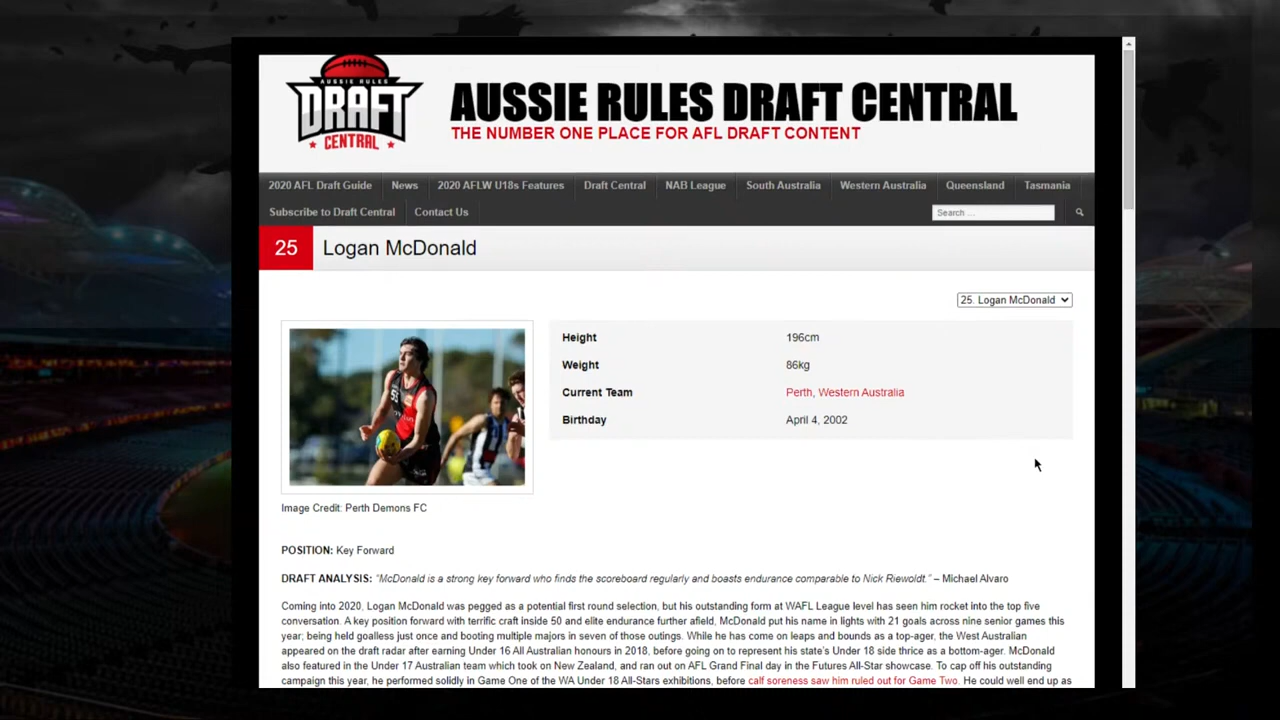 AUSSIE RULES
DRAFT
CENTRAL
AUSSIE RULES DRAFT CENTRAL
THE NUMBER ONE PLACE FOR AFL DRAFT CONTENT
2020 AFL Draft Guide News 2020 AFLW U18s Features Draft Central NAB League South Australia Western Australia Queensland Tasmania
Subscribe to Draft Central Contact Us Search ...
25 Logan McDonald
25. Logan McDonald
Height 196cm
Weight 86kg
Current Team Perth, Western Australia
Birthday April 4, 2002
Image Credit: Perth Demons FC
POSITION: Key Forward
DRAFT ANALYSIS: “McDonald is a strong key forward who finds the scoreboard regularly and boasts endurance comparable to Nick Riewoldt.” – Michael Alvaro
Coming into 2020, Logan McDonald was pegged as a potential first round selection, but his outstanding form at WAFL League level has seen him rocket into the top five
conversation. A key position forward with terrific craft inside 50 and elite endurance further afield, McDonald put his name in lights with 21 goals across nine senior games this
year; being held goalless just once and booting multiple majors in seven of those outings. While he has come on leaps and bounds as a top-ager, the West Australian
appeared on the draft radar after earning Under 16 All Australian honours in 2018, before going on to represent his state’s Under 18 side thrice as a bottom-ager. McDonald
also featured in the Under 17 Australian team which took on New Zealand, and ran out on AFL Grand Final day in the Futures All-Star showcase. To cap off his outstanding
campaign this year, he performed solidly in Game One of the WA Under 18 All-Stars exhibitions, before calf soreness saw him ruled out for Game Two. He could well end up as